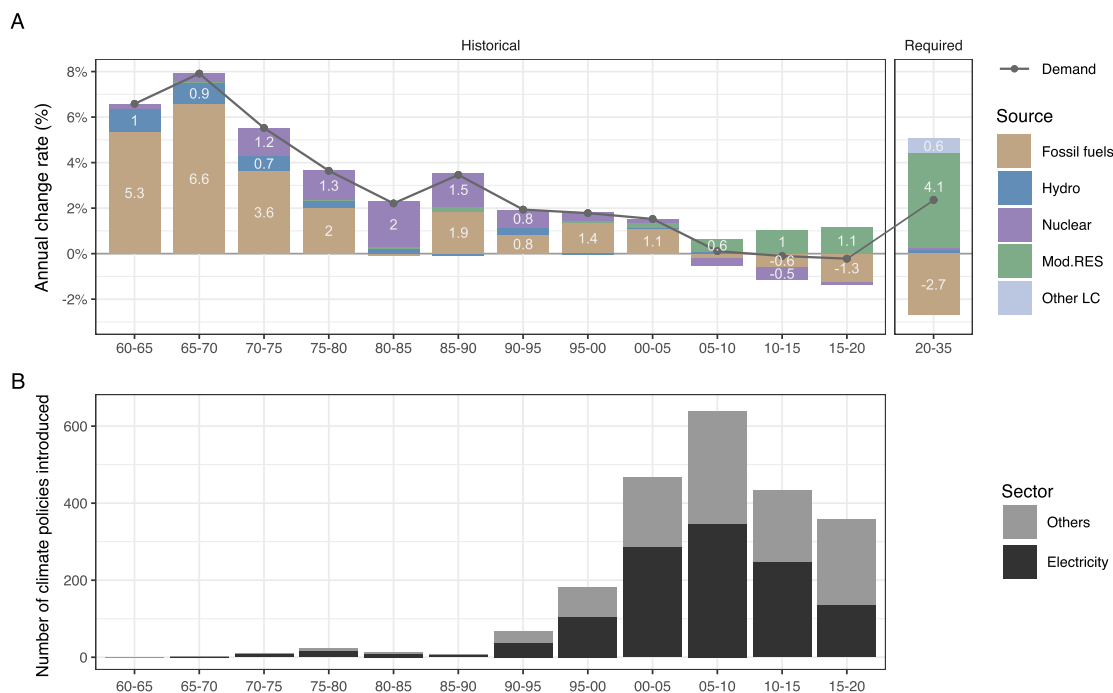 A
Historical
Required
Annual change rate (%)
8%
6%
4%
2%
0%
-2%
5.3
1
6.6
0.9
3.6
0.7
1.2
2
1.3
2
1.9
1.5
0.8
0.8
1.4
1.1
0.6
1
-0.6
-0.5
1.1
-1.3
0.6
4.1
-2.7
60-65 65-70 70-75 75-80 80-85 85-90 90-95 95-00 00-05 05-10 10-15 15-20 20-35
Demand
Source
Fossil fuels
Hydro
Nuclear
Mod.RES
Other LC
B
Number of climate policies introduced
600
400
200
0
60-65 65-70 70-75 75-80 80-85 85-90 90-95 95-00 00-05 05-10 10-15 15-20
Sector
Others
Electricity